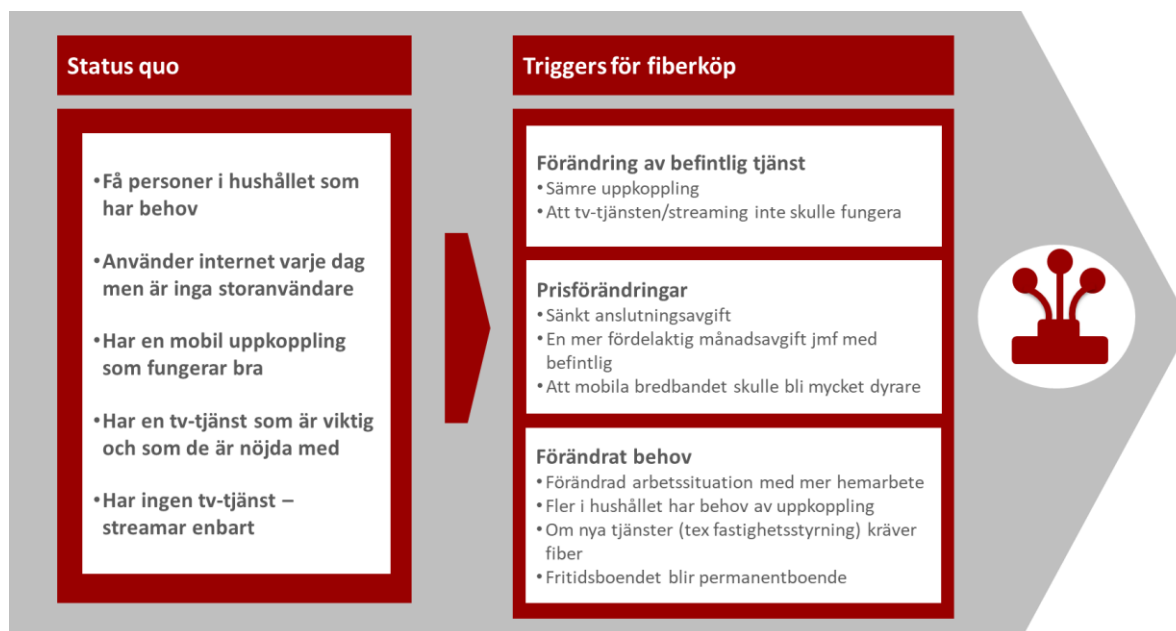 Status quo
•Få personer i hushållet som
har behov
•Använder internet varje dag
men är inga storanvändare
•Har en mobil uppkoppling
som fungerar bra
•Har en tv-tjänst som är viktig
och som de är nöjda med
•Har ingen tv-tjänst –
streamar enbart
Triggers för fiberköp
Förändring av befintlig tjänst
• Sämre uppkoppling
• Att tv-tjänsten/streaming inte skulle fungera
Prisförändringar
• Sänkt anslutningsavgift
• En mer fördelaktig månadsavgift jmf med
befintlig
• Att mobila bredbandet skulle bli mycket dyrare
Förändrat behov
• Förändrad arbetssituation med mer hemarbete
• Fler i hushållet har behov av uppkoppling
• Om nya tjänster (tex fastighetsstyrning) kräver
fiber
• Fritidsboendet blir permanentboende